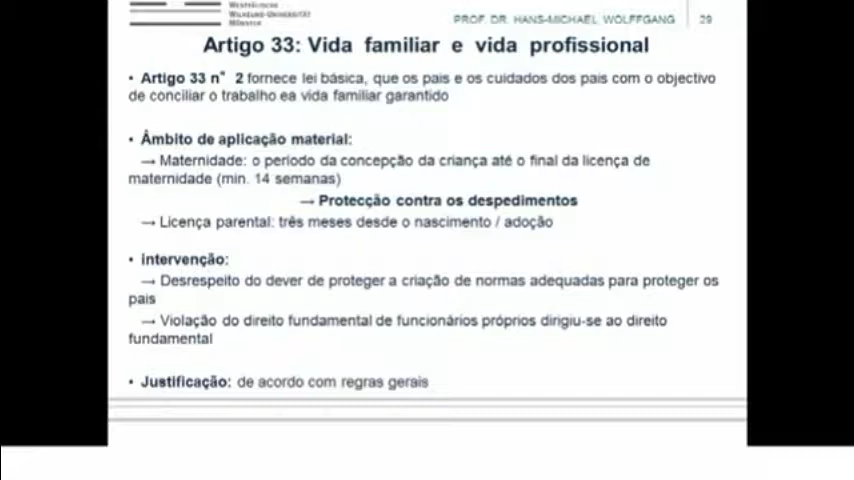 WESTFÄLISCHE
WILHELMS-UNIVERSITÄT
MÜNSTER
PROF. DR. HANS-MICHAEL WOLFFGANG
29
Artigo 33: Vida familiar e vida profissional
• Artigo 33 n° 2 fornece lei básica, que os pais e os cuidados dos pais com o objectivo
de conciliar o trabalho ea vida familiar garantido
• Âmbito de aplicação material:
→ Maternidade: o período da concepção da criança até o final da licença de
maternidade (min. 14 semanas)
→ Protecção contra os despedimentos
→ Licença parental: três meses desde o nascimento / adoção
• intervenção:
→ Desrespeito do dever de proteger a criação de normas adequadas para proteger os
pais
→ Violação do direito fundamental de funcionários próprios dirigiu-se ao direito
fundamental
• Justificação: de acordo com regras gerais